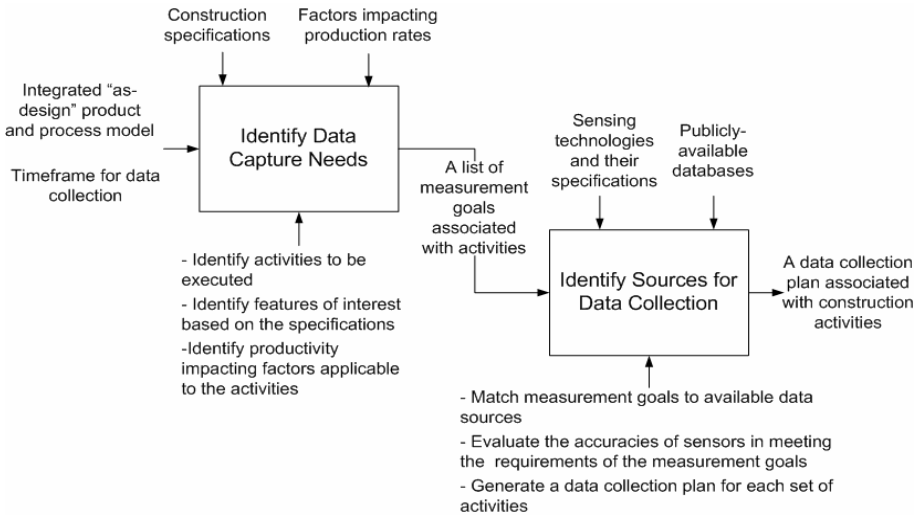 Construction
specifications
Factors impacting
production rates
Integrated “as-
design” product
and process model
Timeframe for data
collection
Identify Data
Capture Needs
- Identify activities to be
executed
- Identify features of interest
based on the specifications
-Identify productivity
impacting factors applicable
to the activities
A list of
measurement
goals
associated
with activities
Sensing
technologies
and their
specifications
Publicly-
available
databases
Identify Sources for
Data Collection
A data collection
plan associated
with construction
activities
- Match measurement goals to available data
sources
- Evaluate the accuracies of sensors in meeting
the requirements of the measurement goals
- Generate a data collection plan for each set of
activities